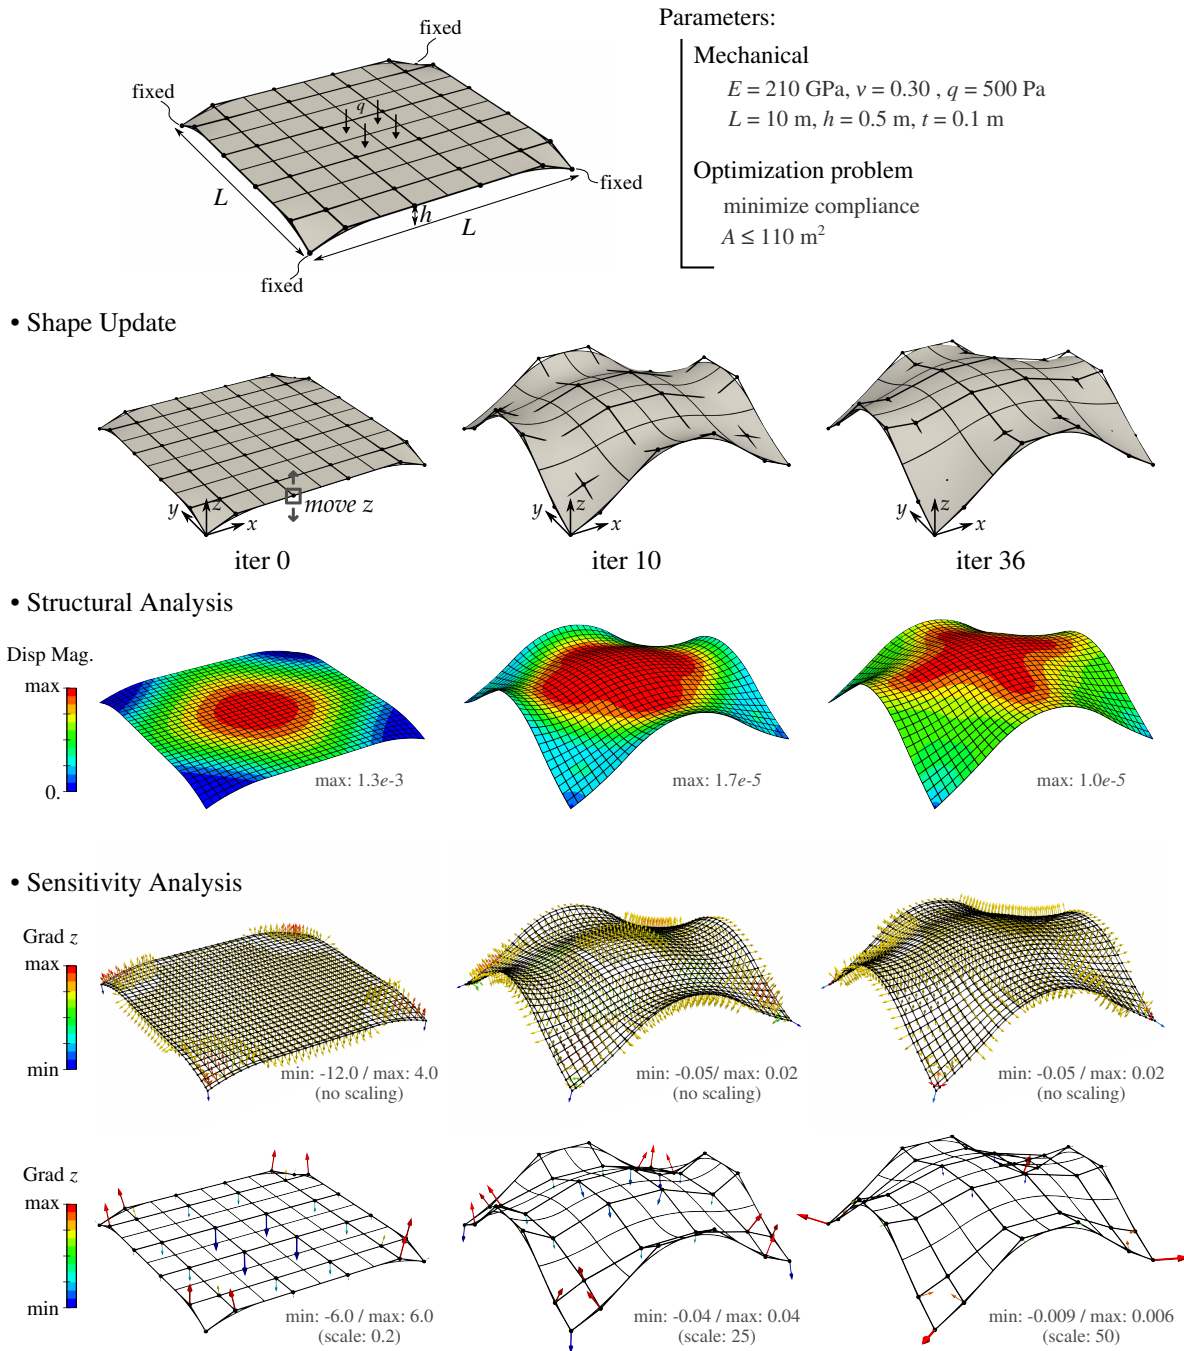 fixed
fixed
q
fixed
L
h
L
fixed
Parameters:
Mechanical
E = 210 GPa, ν = 0.30 , q = 500 Pa
L = 10 m, h = 0.5 m, t = 0.1 m
Optimization problem
minimize compliance
A ≤ 110 m²
• Shape Update
y z x move z
y z x
y z x
iter 0 iter 10 iter 36
• Structural Analysis
Disp Mag.
max
0.
max: 1.3e-3 max: 1.7e-5 max: 1.0e-5
• Sensitivity Analysis
Grad z
max
min
min: -12.0 / max: 4.0
(no scaling)
min: -0.05/ max: 0.02
(no scaling)
min: -0.05 / max: 0.02
(no scaling)
Grad z
max
min
min: -6.0 / max: 6.0
(scale: 0.2)
min: -0.04 / max: 0.04
(scale: 25)
min: -0.009 / max: 0.006
(scale: 50)